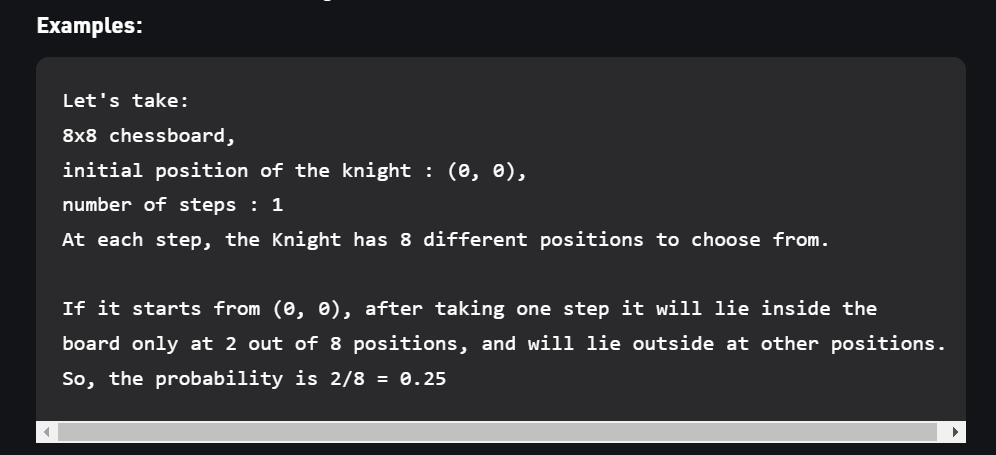 Examples:
Let's take:
8x8 chessboard,
initial position of the knight : (0, 0),
number of steps : 1
At each step, the Knight has 8 different positions to choose from.
If it starts from (0, 0), after taking one step it will lie inside the
board only at 2 out of 8 positions, and will lie outside at other positions.
So, the probability is 2/8 = 0.25